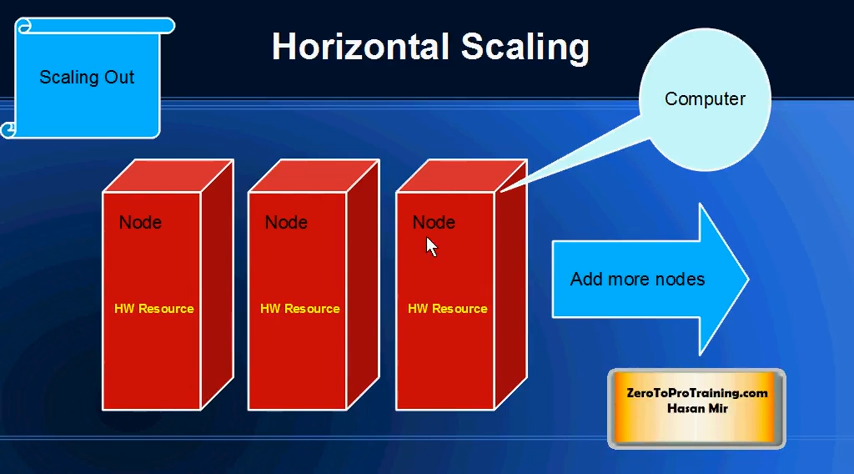 Horizontal Scaling
Scaling Out
Computer
Node
Node
Node
HW Resource
HW Resource
HW Resource
Add more nodes
ZeroToProTraining.com
Hasan Mir